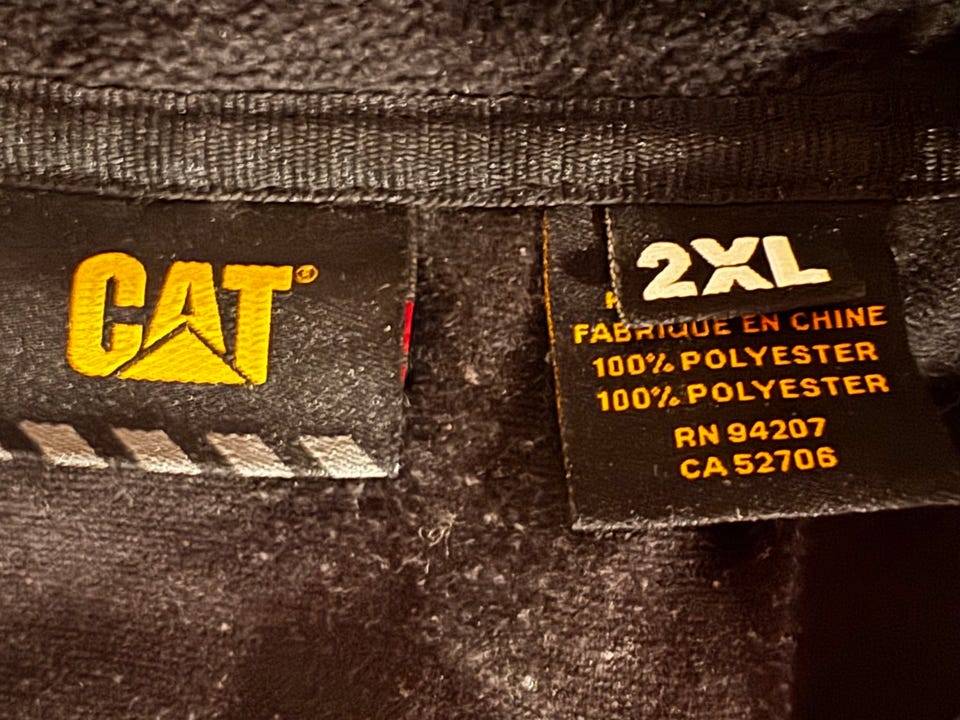 CAT®
2XL
FABRIQUE EN CHINE
100% POLYESTER
100% POLYESTER
RN 94207
CA 52706